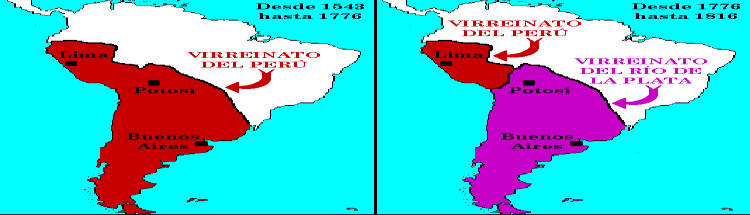 Desde 1543
hasta 1776
Lima
VIRREINATO
DEL PERÚ
Potosí
Buenos
Aires
Desde 1776
hasta 1816
VIRREINATO
DEL PERÚ
Lima
VIRREINATO
DEL RÍO DE
LA PLATA
Potosí
Buenos
Aires